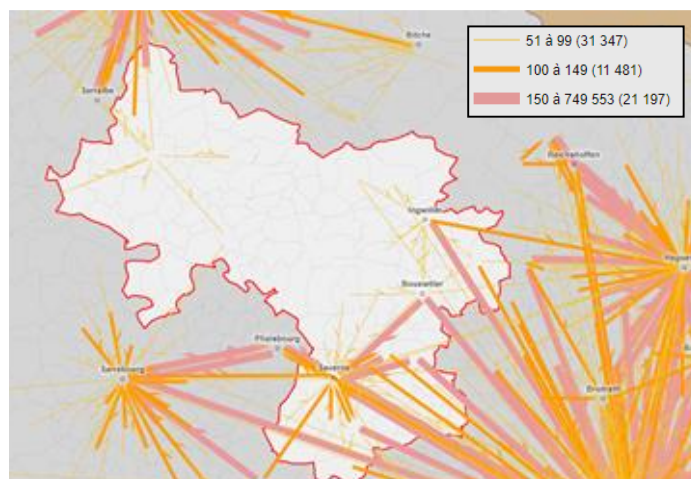 Bitche
51 à 99 (31 347)
100 à 149 (11 481)
150 à 749 553 (21 197)
Sarralbe
Reichshoffen
Ingwiller
Bouxwiller
Phalsbourg
Saverne
Sarrebourg
Brumath